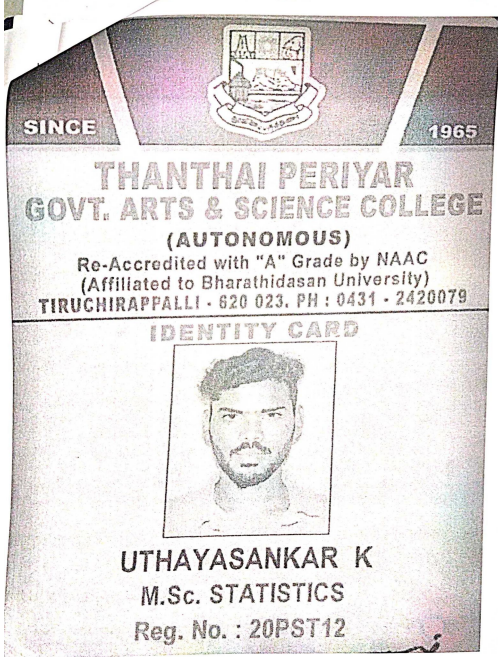 SINCE
1965
THANTHAI PERIYAR
GOVT. ARTS & SCIENCE COLLEGE
(AUTONOMOUS)
Re-Accredited with "A" Grade by NAAC
(Affiliated to Bharathidasan University)
TIRUCHIRAPPALLI - 620 023. PH : 0431 - 2420079
IDENTITY CARD
UTHAYASANKAR K
M.Sc. STATISTICS
Reg. No. : 20PST12